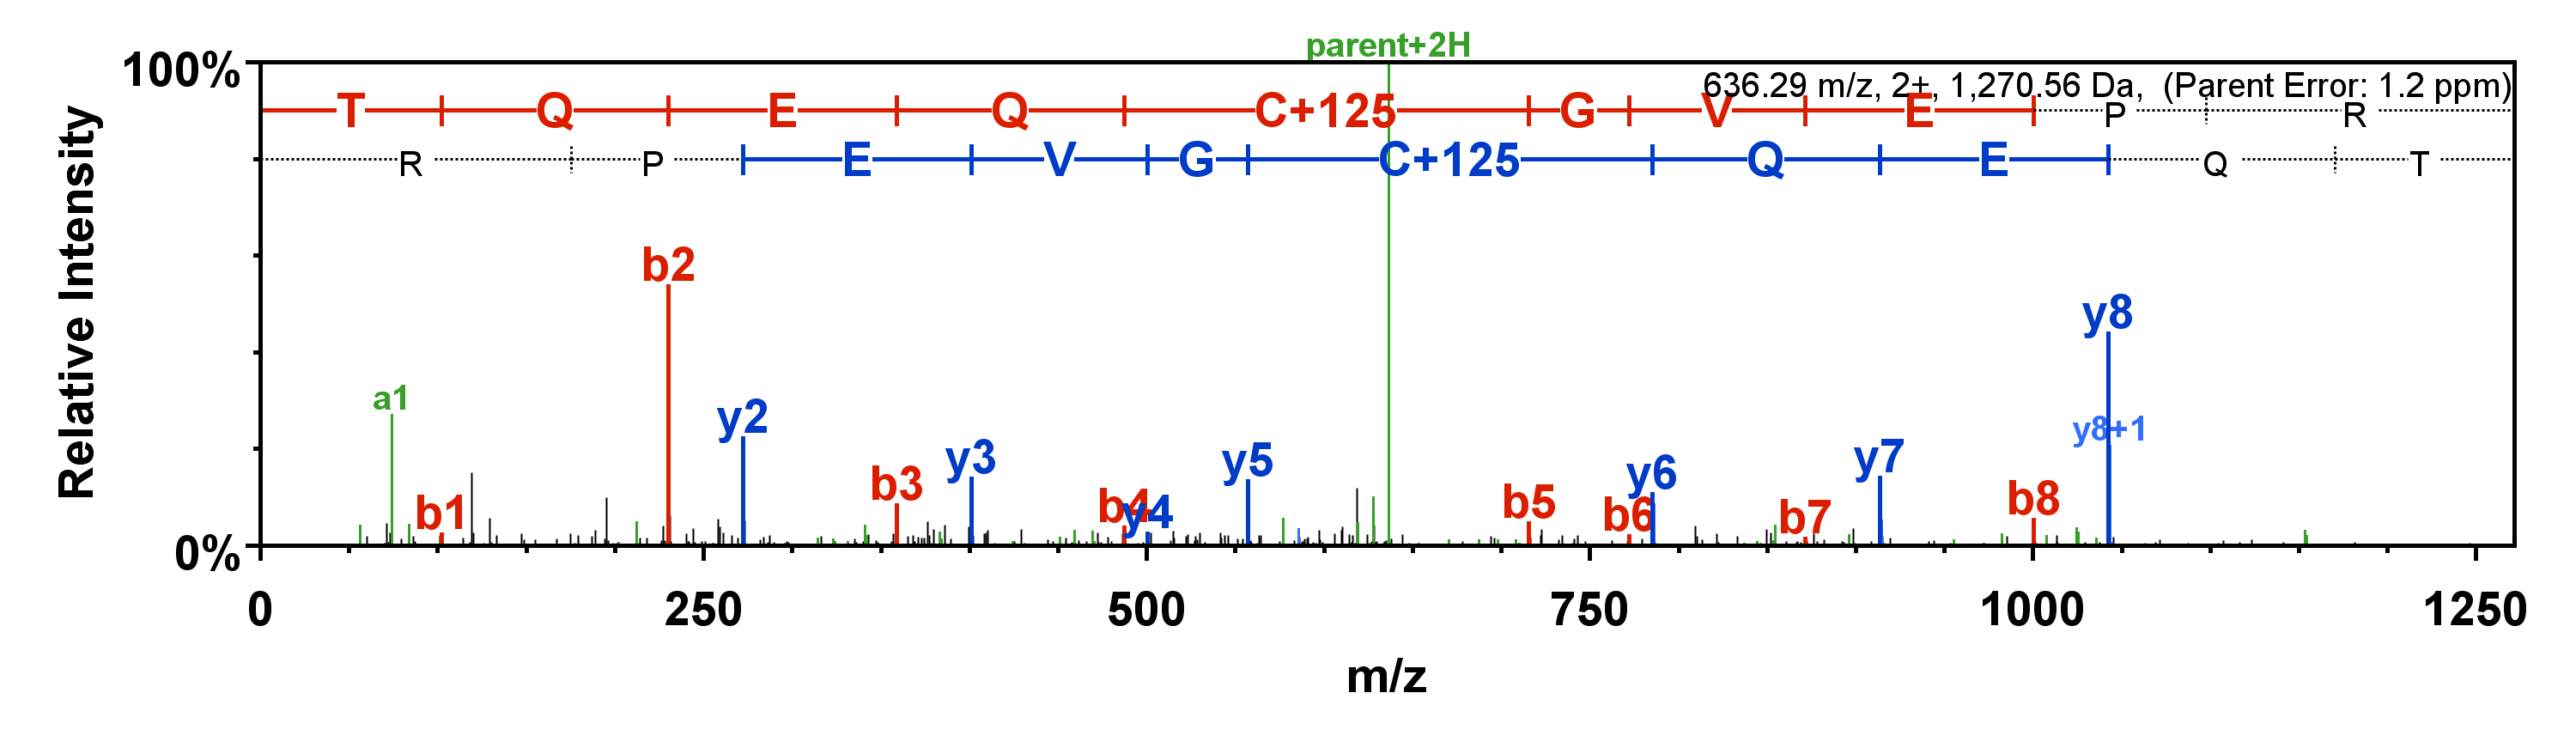 parent+2H
100%
636.29 m/z, 2+, 1,270.56 Da, (Parent Error: 1.2 ppm)
T Q E Q C+125 G V E P R
R P E V G C+125 Q E Q T
b2
y8
a1
y2
y8+1
y3
y7
y5
b3
y6
b8
b5
b4
b1
y4
b6
b7
0%
0 250 500 750 1000 1250
m/z
Relative Intensity